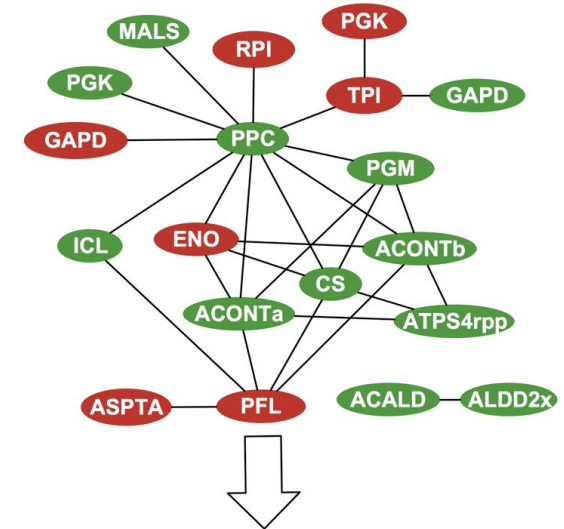 PGK
MALS
RPI
PGK
TPI
GAPD
GAPD
PPC
PGM
ICL
ENO
ACONTb
CS
ACONTa
ATPS4rpp
ASPTA
PFL
ACALD
ALDD2x